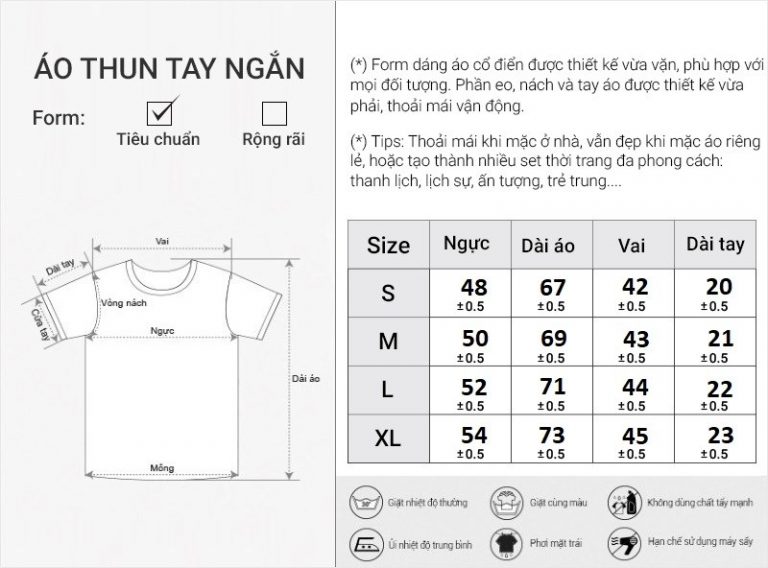 ÁO THUN TAY NGẮN
Form:
Tiêu chuẩn
Rộng rãi
Vai
Dài tay
Vòng nách
Cửa tay
Ngực
Dài áo
Mông
(*) Form dáng áo cổ điển được thiết kế vừa vặn, phù hợp với
mọi đối tượng. Phần eo, nách và tay áo được thiết kế vừa
phải, thoải mái vận động.
(*) Tips: Thoải mái khi mặc ở nhà, vẫn đẹp khi mặc áo riêng
lẻ, hoặc tạo thành nhiều set thời trang đa phong cách:
thanh lịch, lịch sự, ấn tượng, trẻ trung....
Size Ngực Dài áo Vai Dài tay
S 48 67 42 20
±0.5 ±0.5 ±0.5 ±0.5
M 50 69 43 21
±0.5 ±0.5 ±0.5 ±0.5
L 52 71 44 22
±0.5 ±0.5 ±0.5 ±0.5
XL 54 73 45 23
±0.5 ±0.5 ±0.5 ±0.5
30° Giặt nhiệt độ thường Giặt cùng màu Không dùng chất tẩy mạnh
Ủi nhiệt độ trung bình Phơi mặt trái Hạn chế sử dụng máy sấy